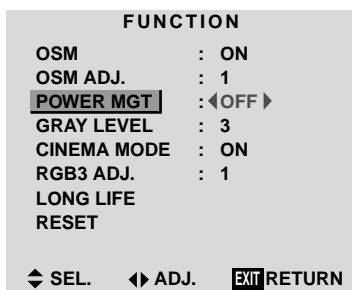 FUNCTION
OSM : ON
OSM ADJ. : 1
POWER MGT : OFF
GRAY LEVEL : 3
CINEMA MODE : ON
RGB3 ADJ. : 1
LONG LIFE
RESET
SEL. ADJ. EXIT RETURN